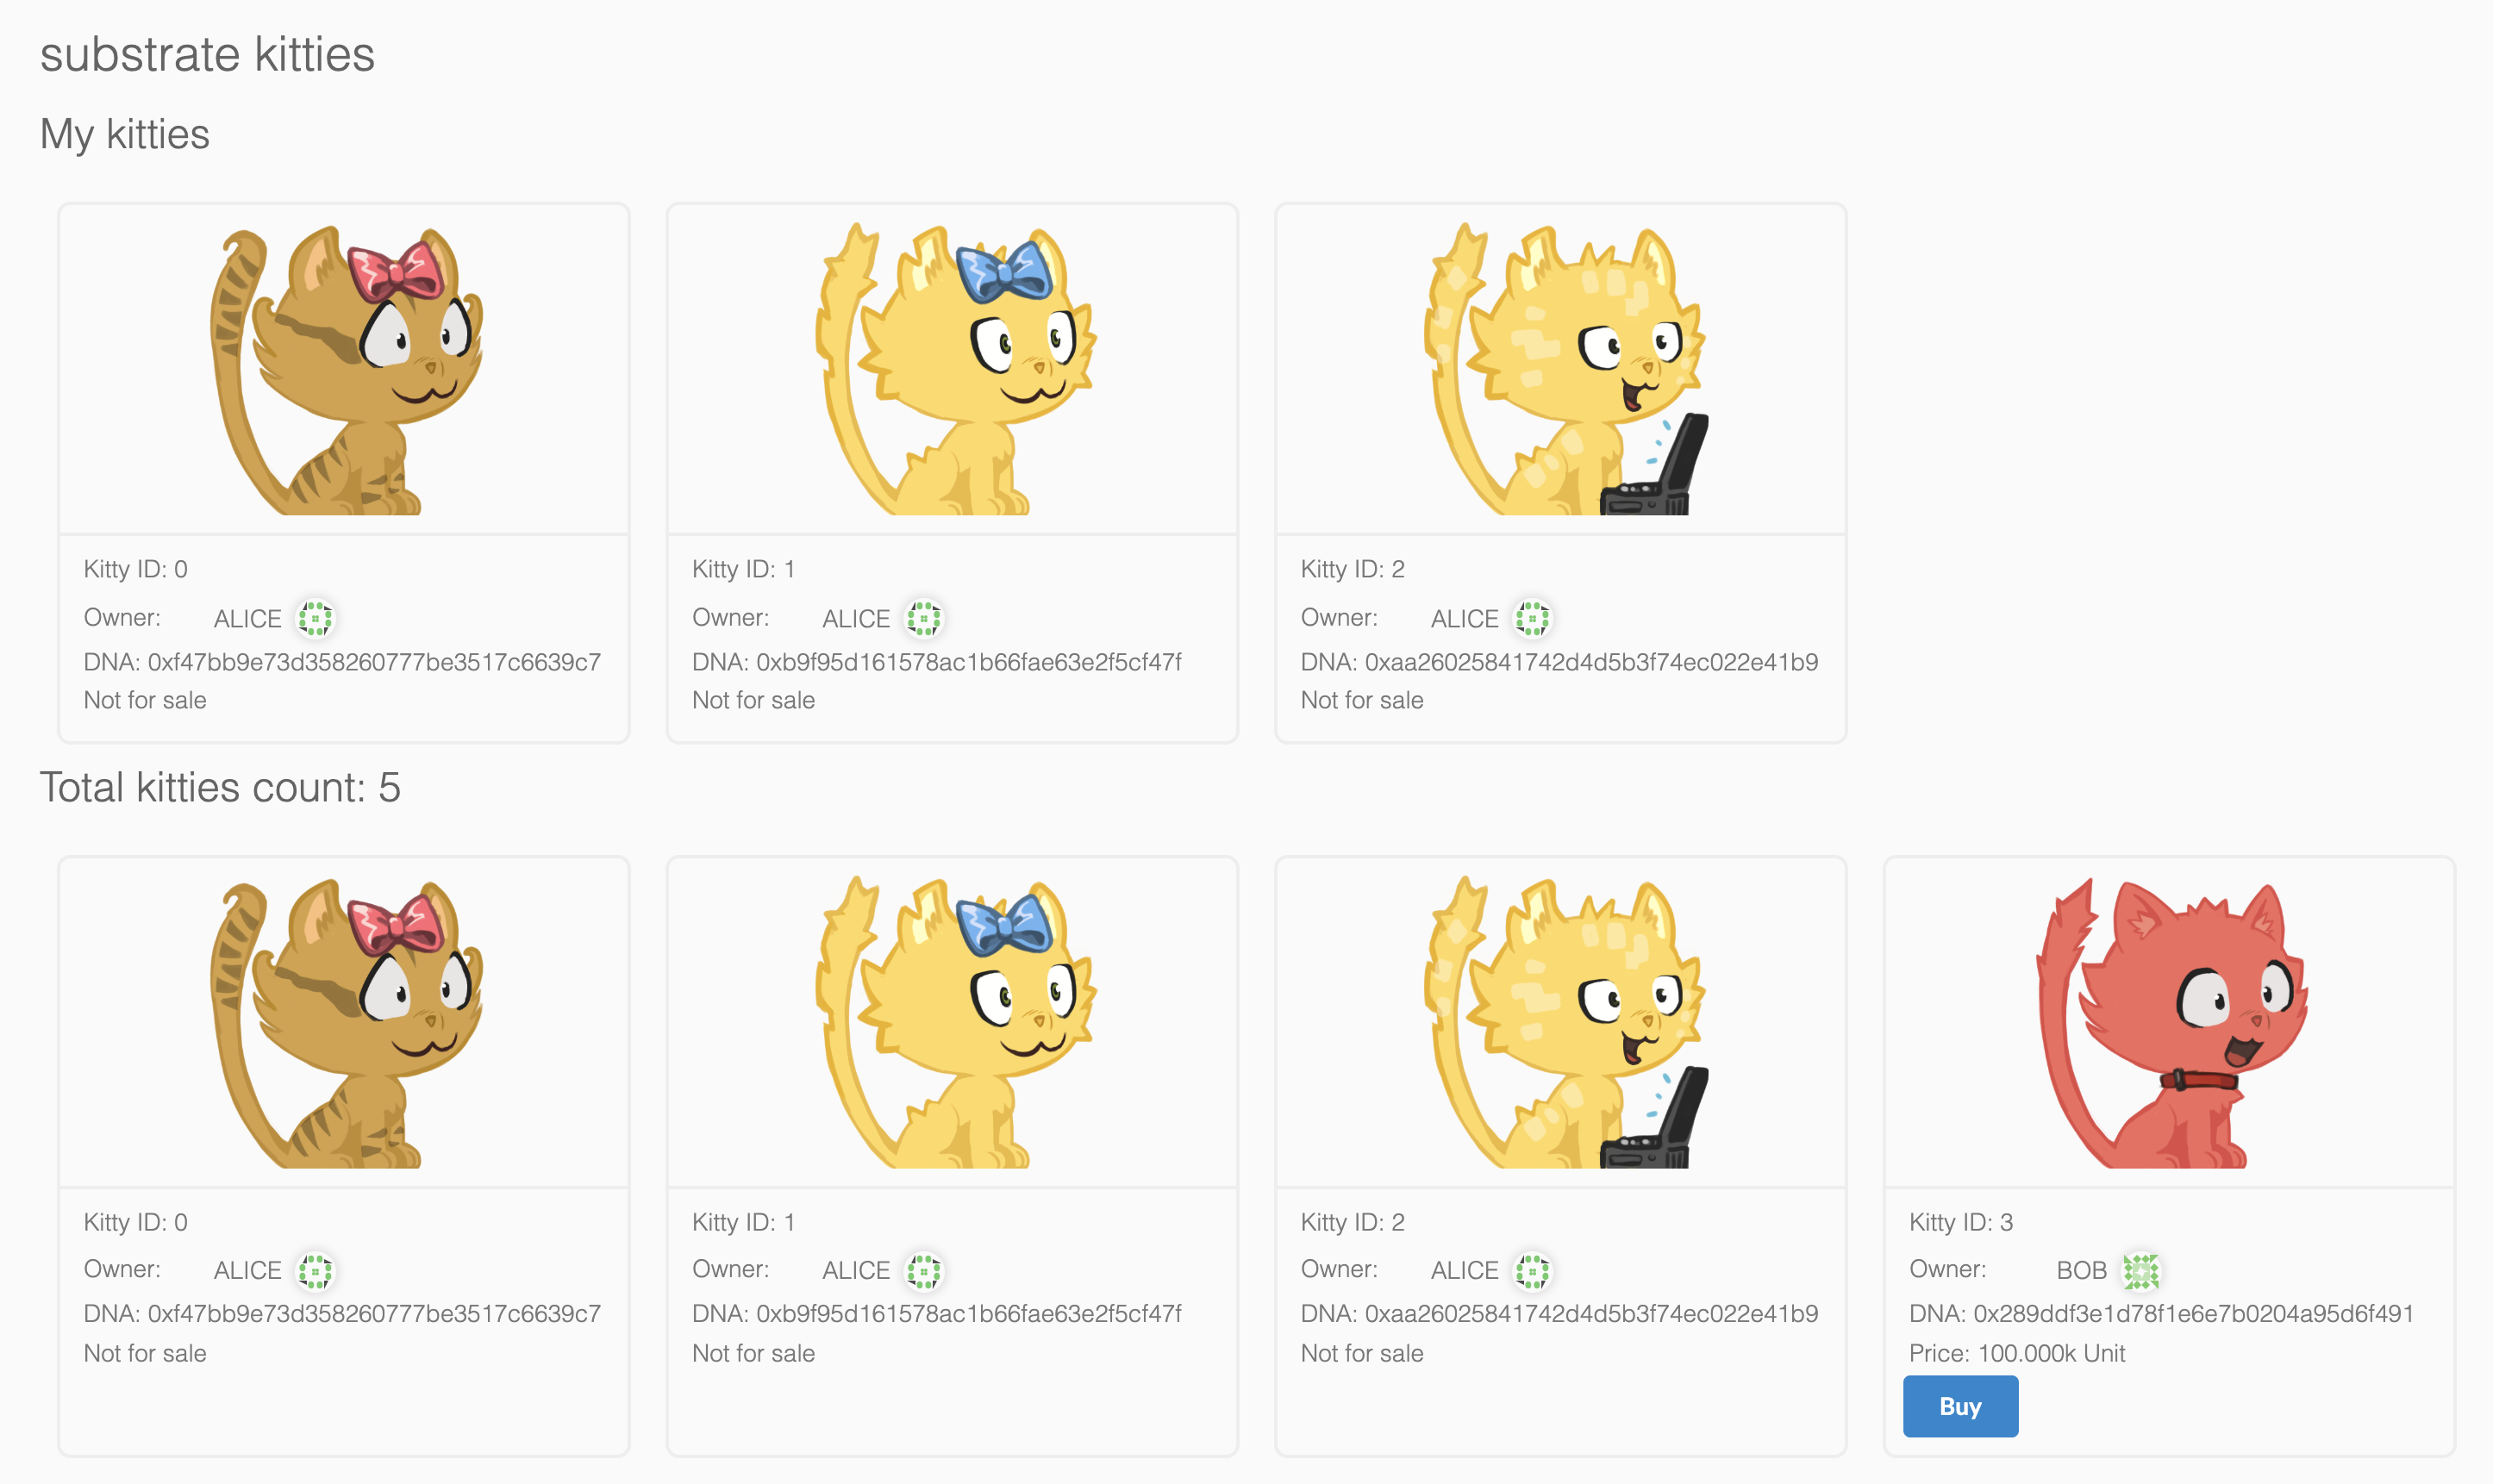 substrate kitties
My kitties
Kitty ID: 0
Owner: ALICE
DNA: 0xf47bb9e73d358260777be3517c6639c7
Not for sale
Kitty ID: 1
Owner: ALICE
DNA: 0xb9f95d161578ac1b66fae63e2f5cf47f
Not for sale
Kitty ID: 2
Owner: ALICE
DNA: 0xaa26025841742d4d5b3f74ec022e41b9
Not for sale
Total kitties count: 5
Kitty ID: 0
Owner: ALICE
DNA: 0xf47bb9e73d358260777be3517c6639c7
Not for sale
Kitty ID: 1
Owner: ALICE
DNA: 0xb9f95d161578ac1b66fae63e2f5cf47f
Not for sale
Kitty ID: 2
Owner: ALICE
DNA: 0xaa26025841742d4d5b3f74ec022e41b9
Not for sale
Kitty ID: 3
Owner: BOB
DNA: 0x289ddf3e1d78f1e6e7b0204a95d6f491
Price: 100.000k Unit
Buy